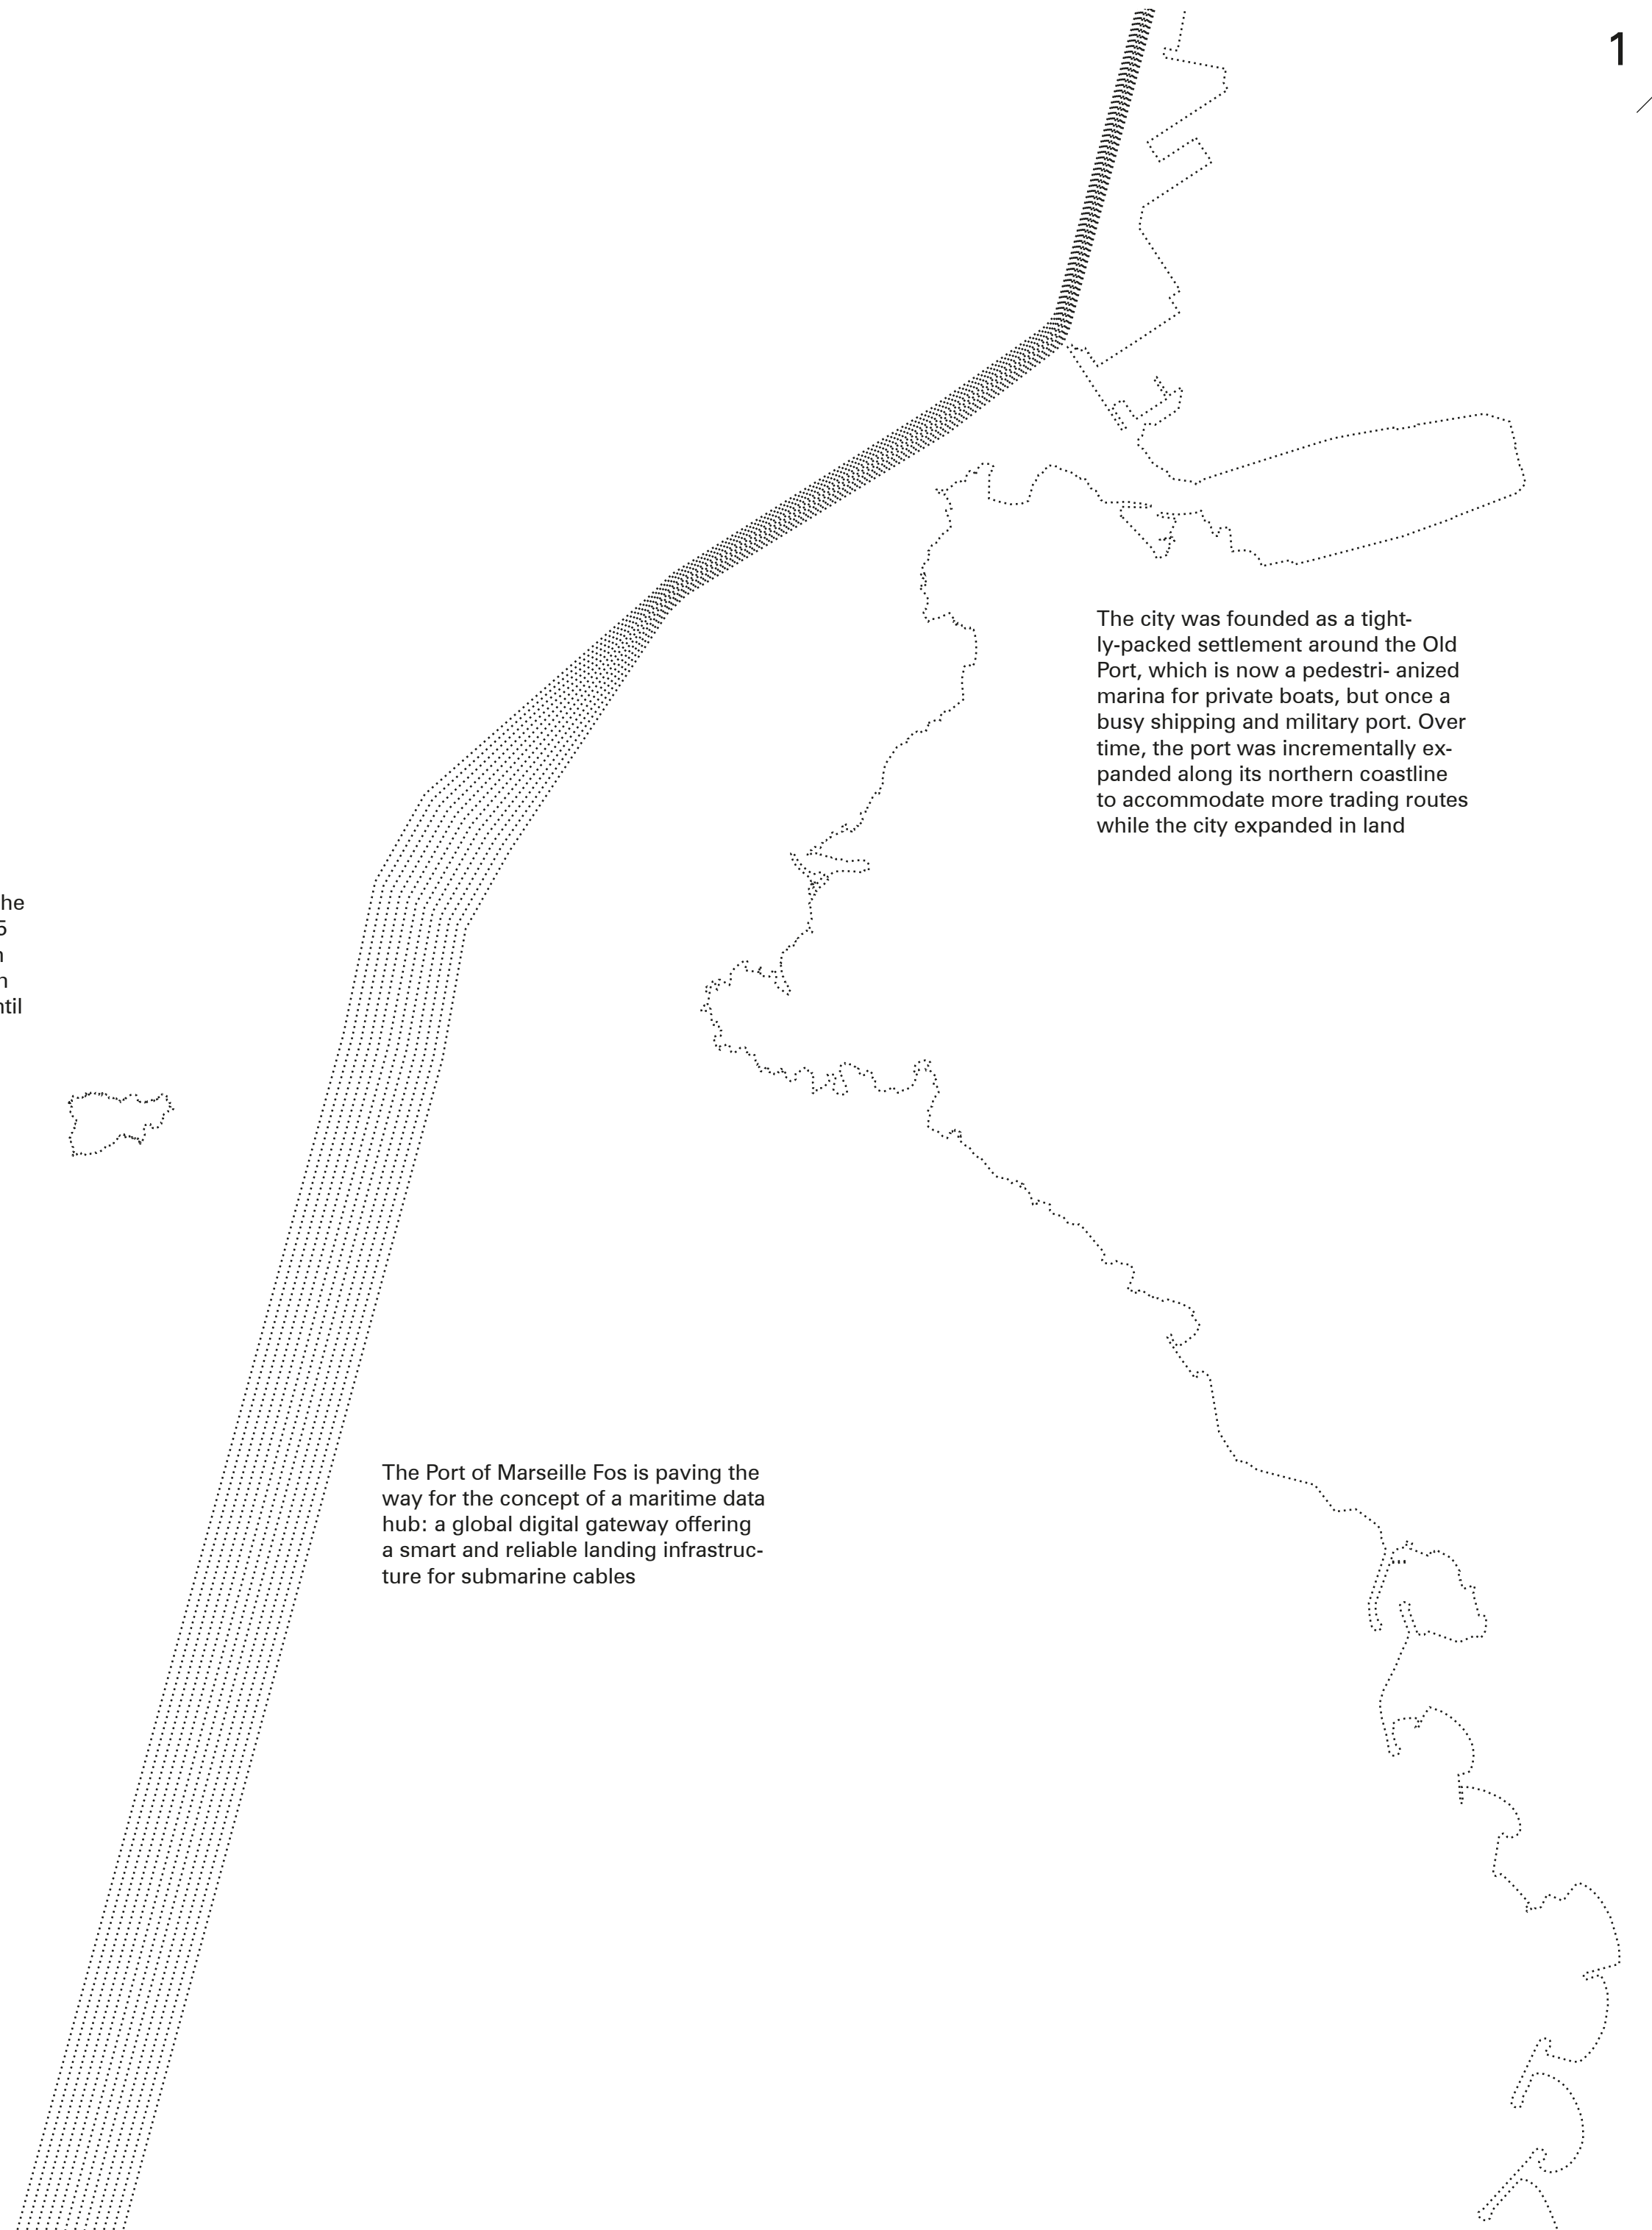 1
The city was founded as a tight-
ly-packed settlement around the Old
Port, which is now a pedestri- anized
marina for private boats, but once a
busy shipping and military port. Over
time, the port was incrementally ex-
panded along its northern coastline
to accommodate more trading routes
while the city expanded in land
he
5
n
n
ntil
The Port of Marseille Fos is paving the
way for the concept of a maritime data
hub: a global digital gateway offering
a smart and reliable landing infrastruc-
ture for submarine cables